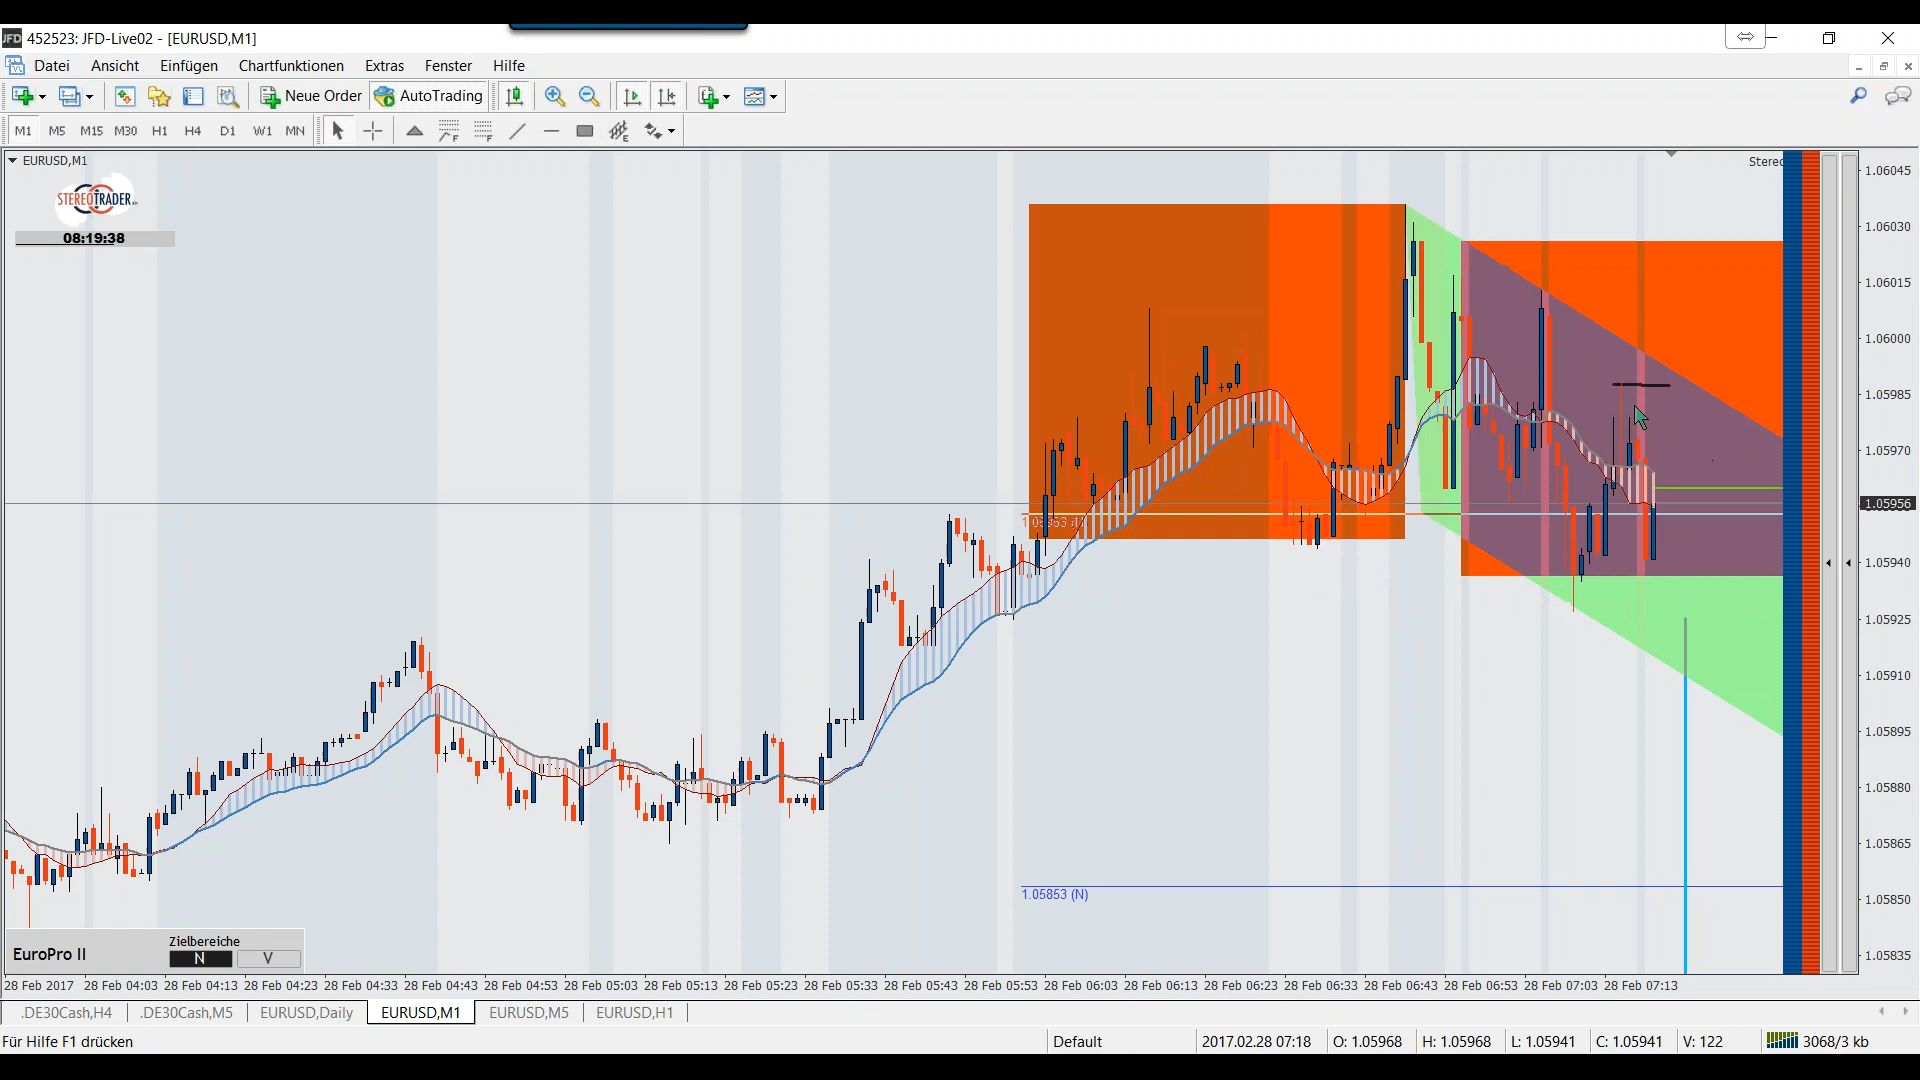 JFD 452523: JFD-Live02 - [EURUSD,M1]
Datei Ansicht Einfügen Chartfunktionen Extras Fenster Hilfe
Neue Order AutoTrading
M1 M5 M15 M30 H1 H4 D1 W1 MN
EURUSD,M1
Stereo
STEREOTRADER
08:19:38
1.06045
1.06030
1.06015
1.06000
1.05985
1.05970
1.05956
1.05940
1.05925
1.05910
1.05895
1.05880
1.05865
1.05850
1.05835
1.05853 (N)
EuroPro II
Zielbereiche
N V
28 Feb 2017 28 Feb 04:03 28 Feb 04:13 28 Feb 04:23 28 Feb 04:33 28 Feb 04:43 28 Feb 04:53 28 Feb 05:03 28 Feb 05:13 28 Feb 05:23 28 Feb 05:33 28 Feb 05:43 28 Feb 05:53 28 Feb 06:03 28 Feb 06:13 28 Feb 06:23 28 Feb 06:33 28 Feb 06:43 28 Feb 06:53 28 Feb 07:03 28 Feb 07:13
.DE30Cash,H4 .DE30Cash,M5 EURUSD,Daily EURUSD,M1 EURUSD,M5 EURUSD,H1
Für Hilfe F1 drücken Default 2017.02.28 07:18 O: 1.05968 H: 1.05968 L: 1.05941 C: 1.05941 V: 122 3068/3 kb